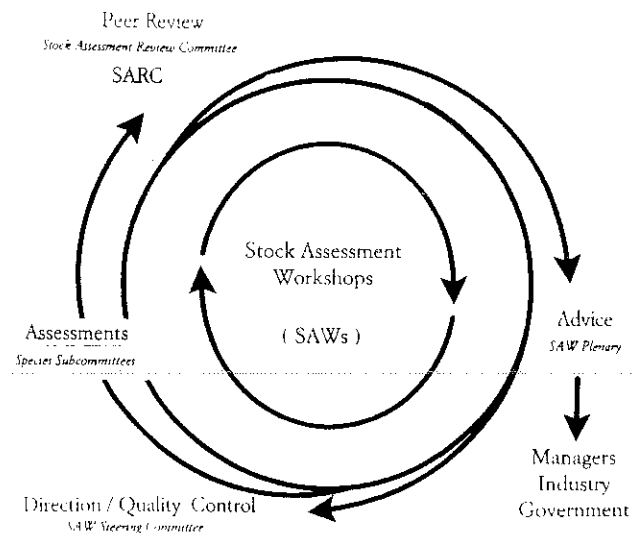 Peer Review
Stock Assessment Review Committee
SARC
Stock Assessment
Workshops
( SAWs )
Assessments
Species Subcommittees
Advice
SAW Plenary
Managers
Industry
Government
Direction / Quality Control
SAW Steering Committee